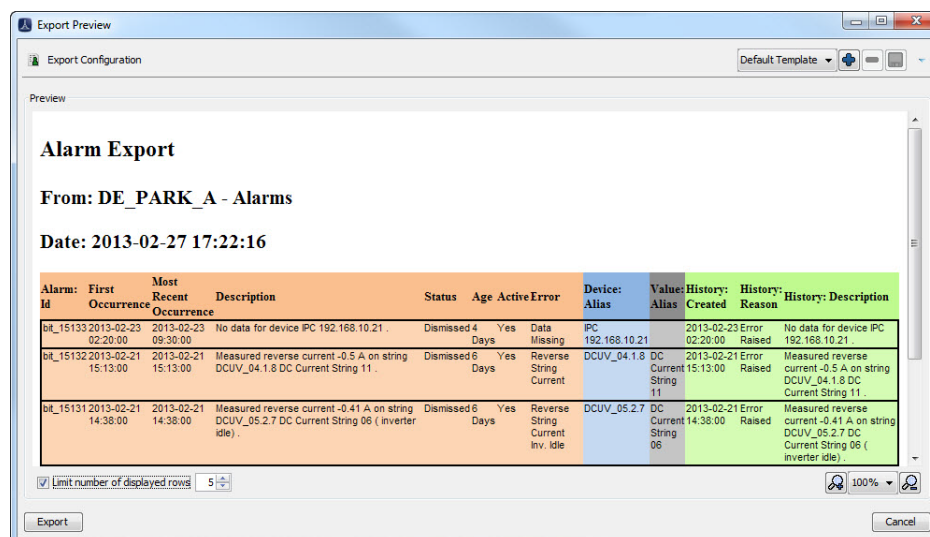 Export Preview
Export Configuration
Default Template
Preview
Alarm Export
From: DE_PARK_A - Alarms
Date: 2013-02-27 17:22:16
Alarm: Id First Occurrence Most Recent Occurrence Description Status Age Active Error Device: Alias Value: Alias History: Created History: Reason History: Description
bit_15133 2013-02-23 02:20:00 2013-02-23 09:30:00 No data for device IPC 192.168.10.21 . Dismissed 4 Days Yes Data Missing IPC 192.168.10.21 2013-02-23 02:20:00 Error Raised No data for device IPC 192.168.10.21 .
bit_15132 2013-02-21 15:13:00 2013-02-21 15:13:00 Measured reverse current -0.5 A on string DCUV_04.1.8 DC Current String 11 . Dismissed 6 Days Yes Reverse String Current DCUV_04.1.8 DC Current String 11 2013-02-21 15:13:00 Error Raised Measured reverse current -0.5 A on string DCUV_04.1.8 DC Current String 11 .
bit_15131 2013-02-21 14:38:00 2013-02-21 14:38:00 Measured reverse current -0.41 A on string DCUV_05.2.7 DC Current String 06 ( inverter idle) . Dismissed 6 Days Yes Reverse String Current Inv. Idle DCUV_05.2.7 DC Current String 06 2013-02-21 14:38:00 Error Raised Measured reverse current -0.41 A on string DCUV_05.2.7 DC Current String 06 ( inverter idle) .
Limit number of displayed rows 5
100%
Export
Cancel